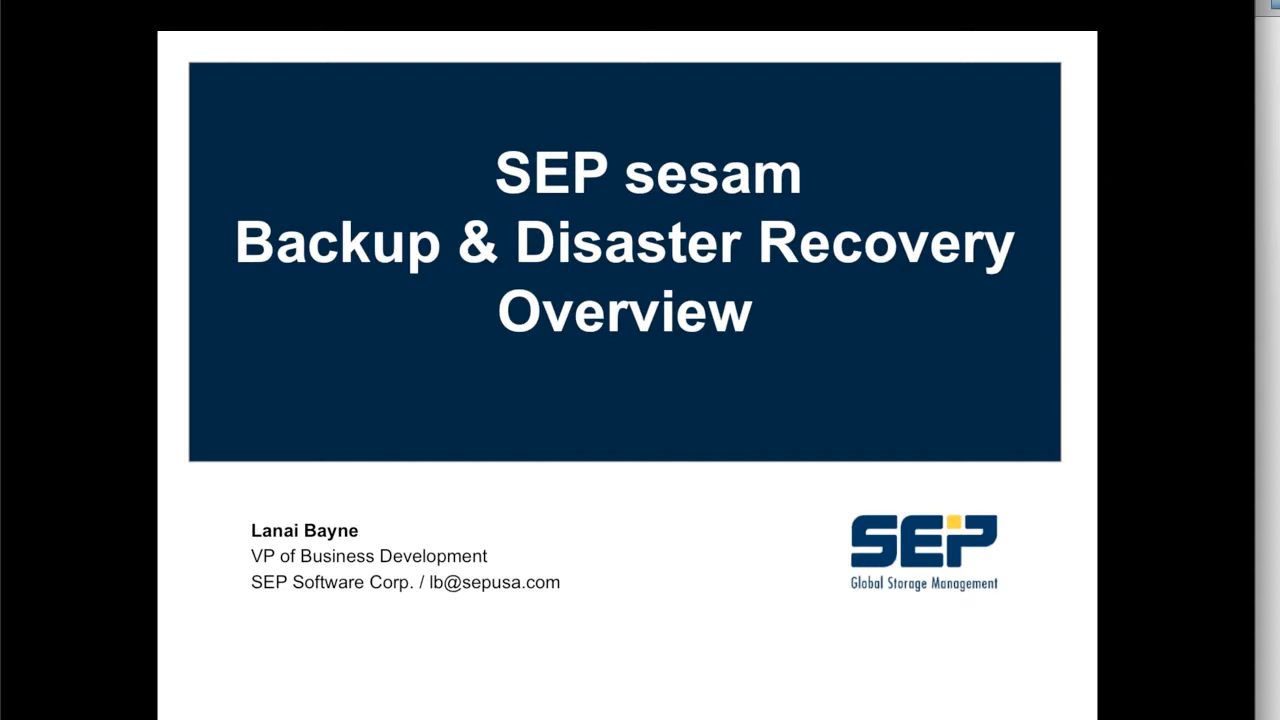 SEP sesam
Backup & Disaster Recovery
Overview
Lanai Bayne
VP of Business Development
SEP Software Corp. / lb@sepusa.com
SEP
Global Storage Management